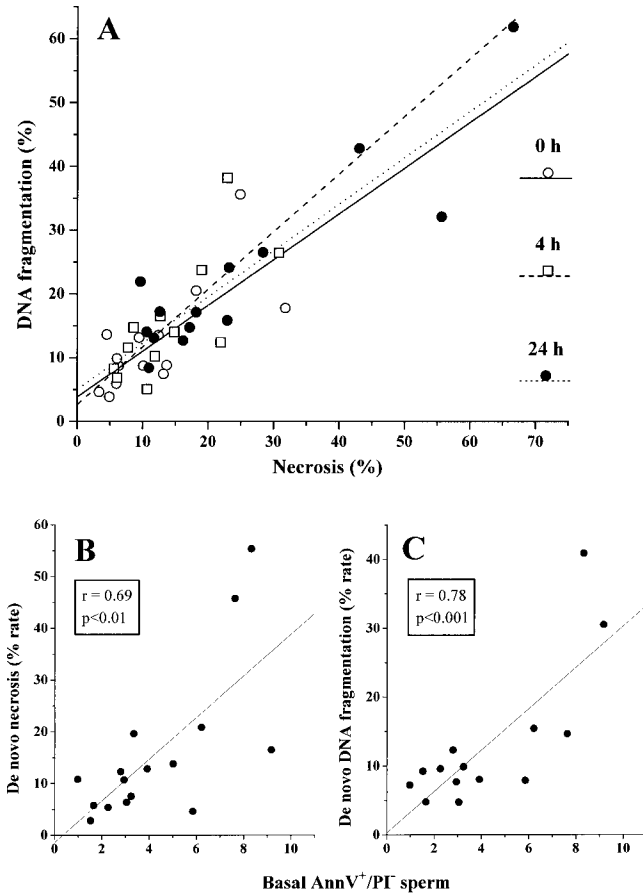 A
DNA fragmentation (%)
60
50
40
30
20
10
0
0 10 20 30 40 50 60 70
Necrosis (%)
0 h
4 h
24 h
B
r = 0.69
p<0.01
De novo necrosis (% rate)
60
50
40
30
20
10
0
0 2 4 6 8 10
C
r = 0.78
p<0.001
De novo DNA fragmentation (% rate)
40
30
20
10
0
0 2 4 6 8 10
Basal AnnV⁺/PI⁻ sperm